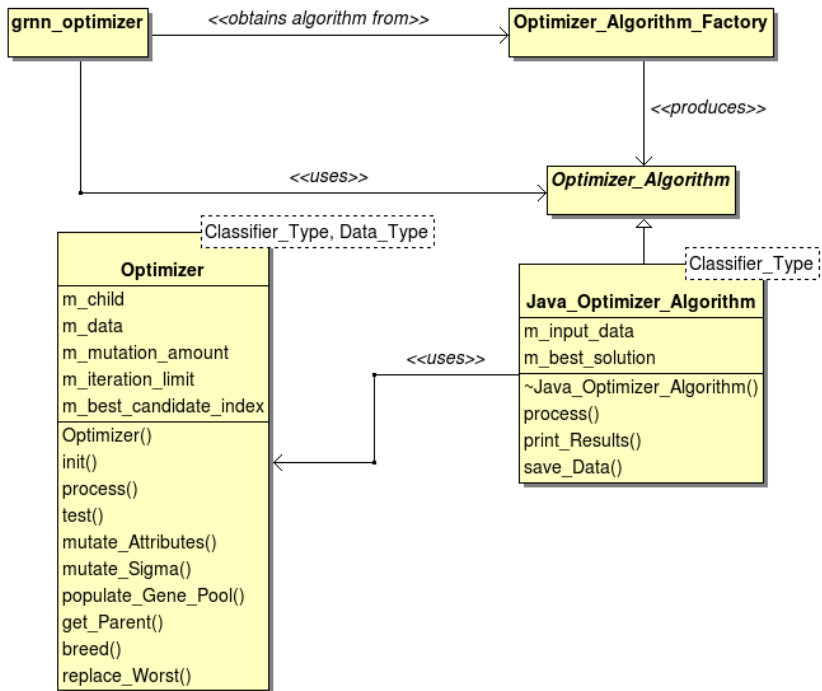 grnn_optimizer
<<obtains algorithm from>>
Optimizer_Algorithm_Factory
<<produces>>
<<uses>>
Optimizer_Algorithm
Classifier_Type, Data_Type
Optimizer
m_child
m_data
m_mutation_amount
m_iteration_limit
m_best_candidate_index
Optimizer()
init()
process()
test()
mutate_Attributes()
mutate_Sigma()
populate_Gene_Pool()
get_Parent()
breed()
replace_Worst()
<<uses>>
Classifier_Type
Java_Optimizer_Algorithm
m_input_data
m_best_solution
~Java_Optimizer_Algorithm()
process()
print_Results()
save_Data()